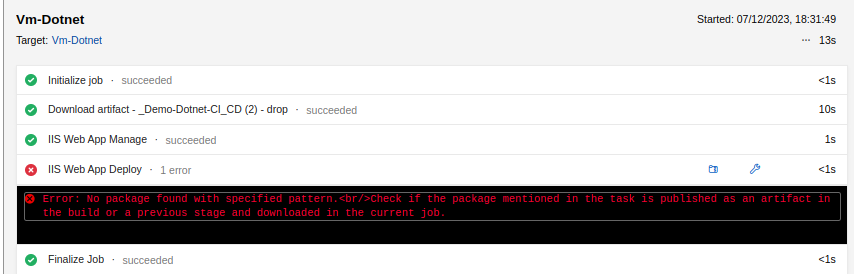 Vm-Dotnet
Started: 07/12/2023, 18:31:49
Target: Vm-Dotnet
··· 13s
Initialize job · succeeded <1s
Download artifact - _Demo-Dotnet-CI_CD (2) - drop · succeeded 10s
IIS Web App Manage · succeeded 1s
IIS Web App Deploy · 1 error <1s
Error: No package found with specified pattern.<br/>Check if the package mentioned in the task is published as an artifact in
the build or a previous stage and downloaded in the current job.
Finalize Job · succeeded <1s